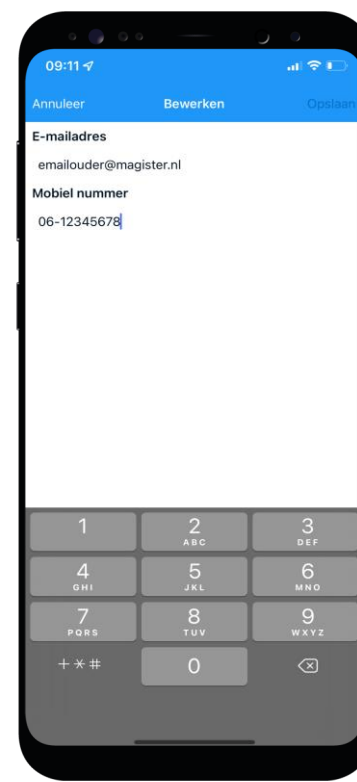 09:11
Annuleer Bewerken Opslaan
E-mailadres
emailouder@magister.nl
Mobiel nummer
06-12345678
1 2 3
ABC DEF
4 5 6
GHI JKL MNO
7 8 9
PQRS TUV WXYZ
+*# 0